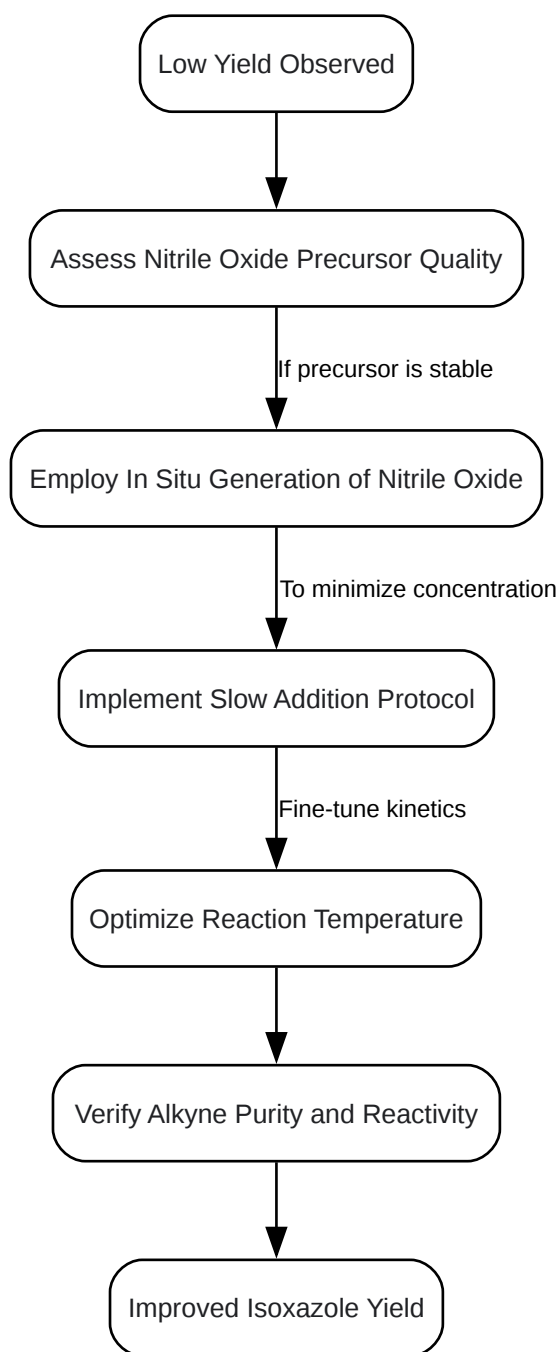 Low Yield Observed
Assess Nitrile Oxide Precursor Quality
If precursor is stable
Employ In Situ Generation of Nitrile Oxide
To minimize concentration
Implement Slow Addition Protocol
Fine-tune kinetics
Optimize Reaction Temperature
Verify Alkyne Purity and Reactivity
Improved Isoxazole Yield